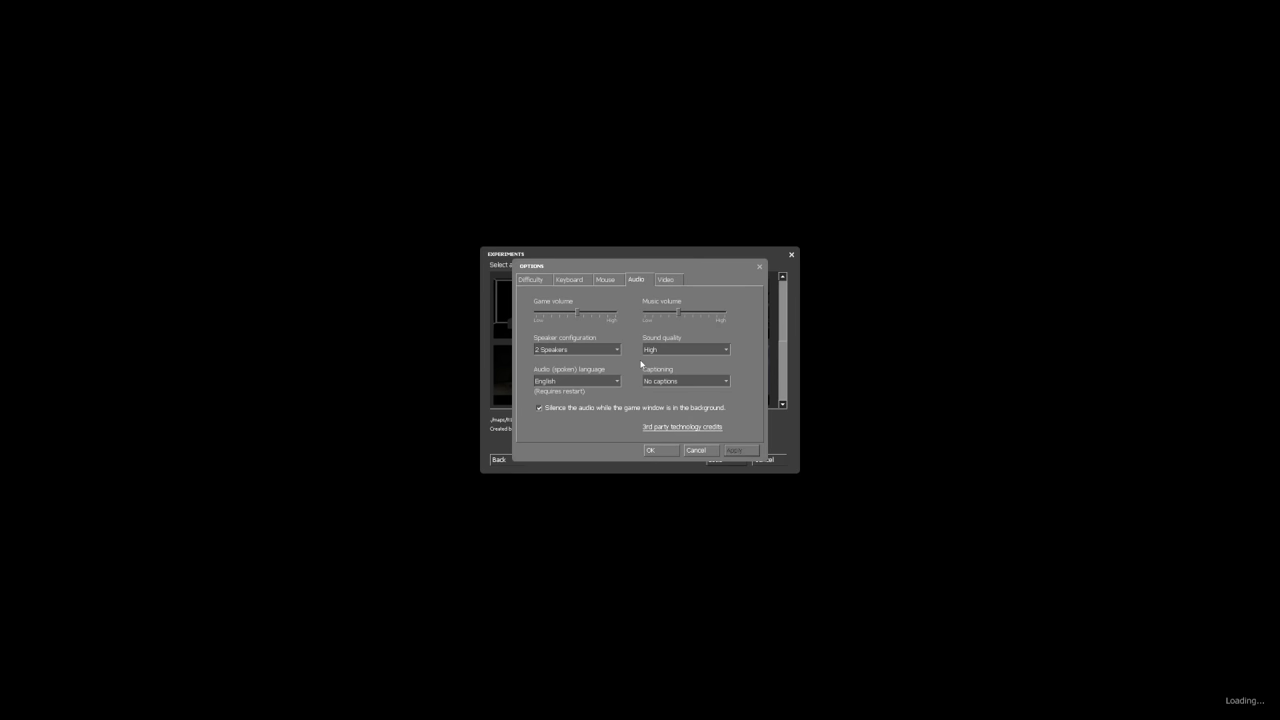 EXPERIMENTS
Select a
OPTIONS
Difficulty Keyboard Mouse Audio Video
Game volume Music volume
Low High Low High
Speaker configuration Sound quality
2 Speakers High
Audio (spoken) language Captioning
English No captions
(Requires restart)
Silence the audio while the game window is in the background.
Created b
3rd party technology credits
OK Cancel Apply
Back cel
Loading...